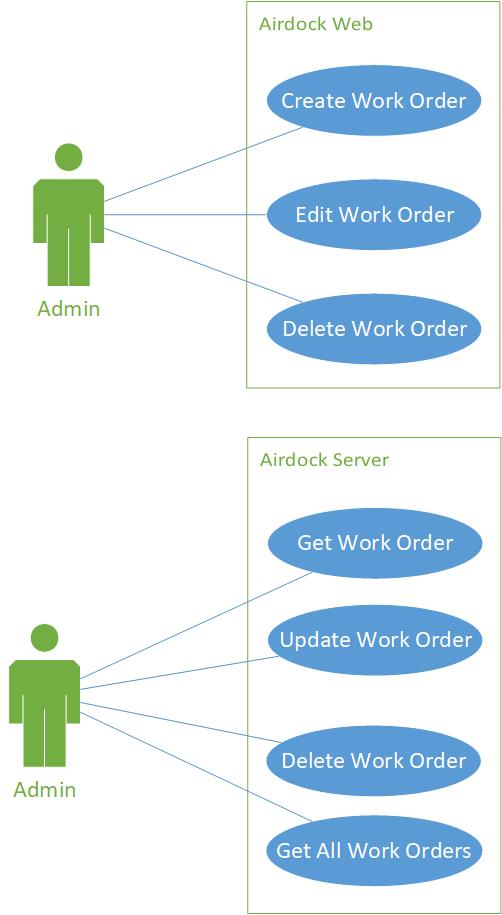 Airdock Web
Create Work Order
Edit Work Order
Admin
Delete Work Order
Airdock Server
Get Work Order
Update Work Order
Delete Work Order
Admin
Get All Work Orders